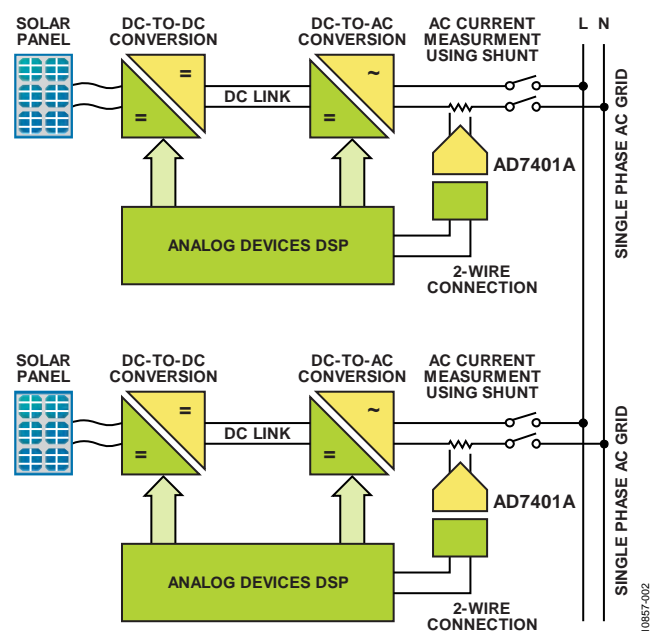 SOLAR
PANEL
DC-TO-DC
CONVERSION
DC-TO-AC
CONVERSION
AC CURRENT
MEASURMENT
USING SHUNT
L N
=
=
DC LINK
~
=
AD7401A
ANALOG DEVICES DSP
2-WIRE
CONNECTION
SINGLE PHASE AC GRID
SOLAR
PANEL
DC-TO-DC
CONVERSION
DC-TO-AC
CONVERSION
AC CURRENT
MEASURMENT
USING SHUNT
=
=
DC LINK
~
=
AD7401A
ANALOG DEVICES DSP
2-WIRE
CONNECTION
SINGLE PHASE AC GRID
10857-002